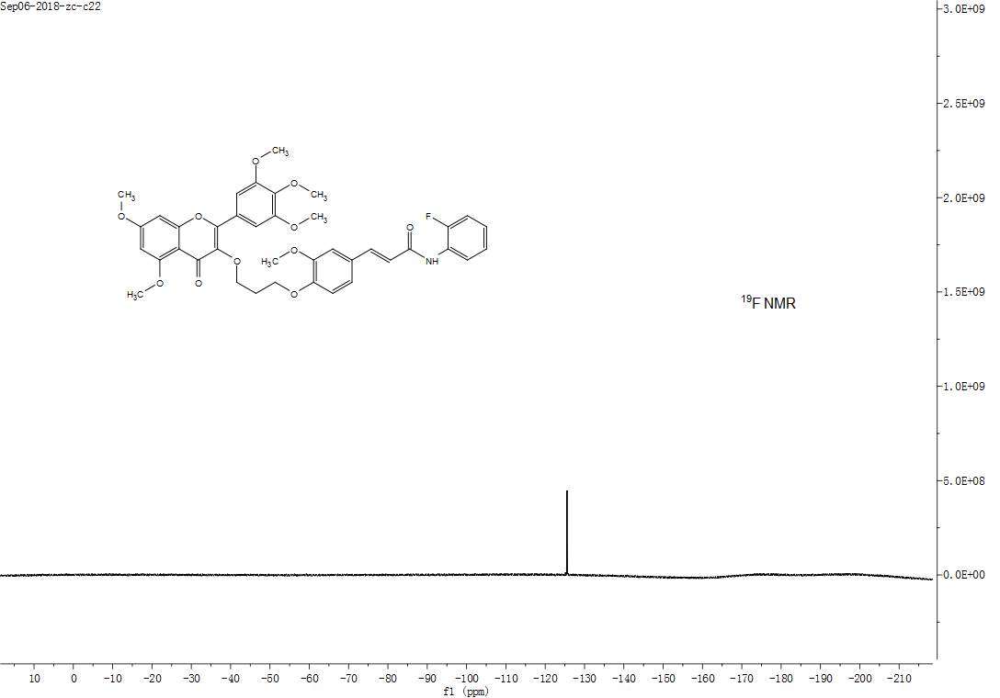 Sep06-2018-zc-c22
3.0E+09
2.5E+09
2.0E+09
1.5E+09
1.0E+09
5.0E+08
0.0E+00
O CH3
CH3 O CH3
O O O CH3 F O
O H3C O NH
H3C O O O O
19F NMR
10 0 -10 -20 -30 -40 -50 -60 -70 -80 -90 -100 -110 -120 -130 -140 -150 -160 -170 -180 -190 -200 -210
f1 (ppm)